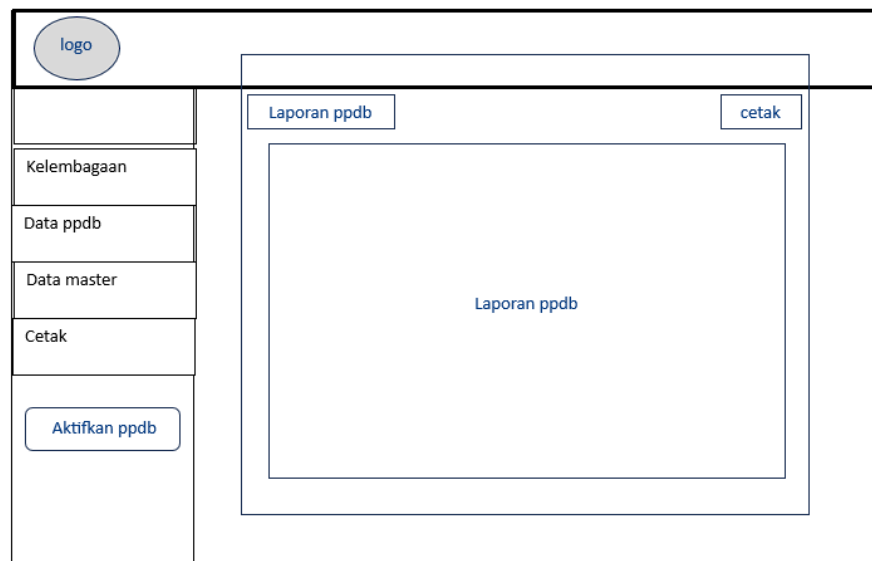 logo
Laporan ppdb
cetak
Kelembagaan
Data ppdb
Data master
Cetak
Aktifkan ppdb
Laporan ppdb